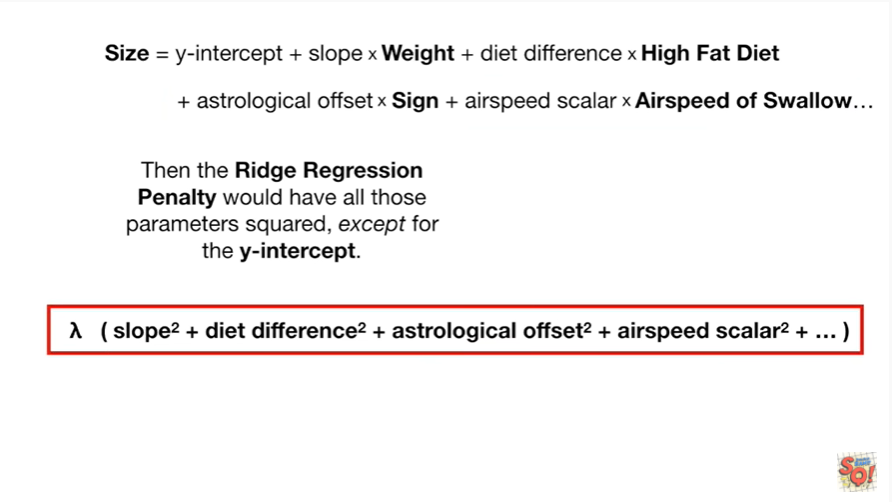 Size = y-intercept + slope x Weight + diet difference x High Fat Diet
+ astrological offset x Sign + airspeed scalar x Airspeed of Swallow…
Then the Ridge Regression
Penalty would have all those
parameters squared, except for
the y-intercept.
λ ( slope² + diet difference² + astrological offset² + airspeed scalar² + … )
SQ!